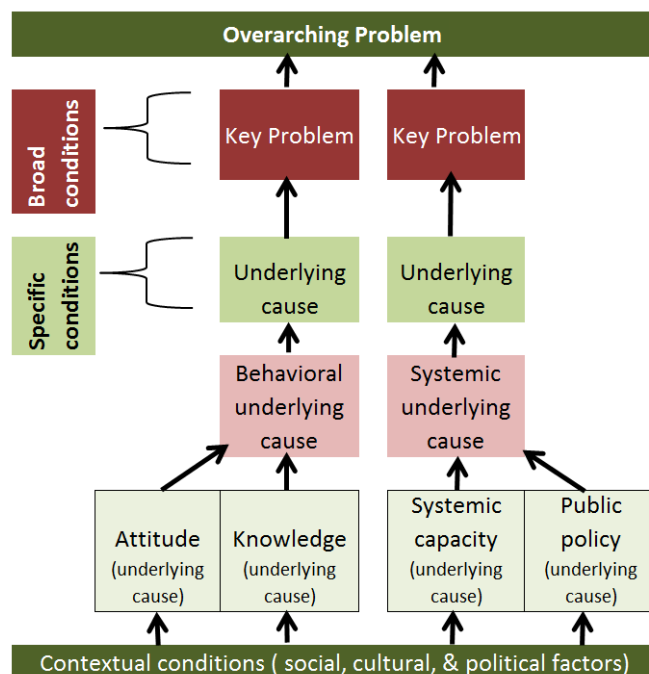 Overarching Problem
Broad
conditions
Key Problem
Key Problem
Specific
conditions
Underlying
cause
Underlying
cause
Behavioral
underlying
cause
Systemic
underlying
cause
Attitude
(underlying
cause)
Knowledge
(underlying
cause)
Systemic
capacity
(underlying
cause)
Public
policy
(underlying
cause)
Contextual conditions ( social, cultural, & political factors)